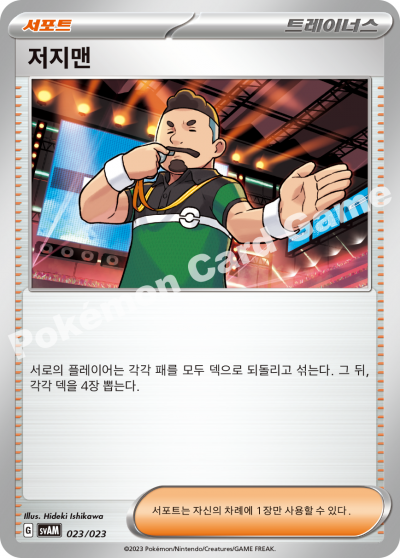 서포트 트레이너스
저지맨
Pokémon Card Game
서로의 플레이어는 각각 패를 모두 덱으로 되돌리고 섞는다. 그 뒤,
각각 덱을 4장 뽑는다.
Illus. Hideki Ishikawa
G svAM 023/023
서포트는 자신의 차례에 1장만 사용할 수 있다.
©2023 Pokémon/Nintendo/Creatures/GAME FREAK.